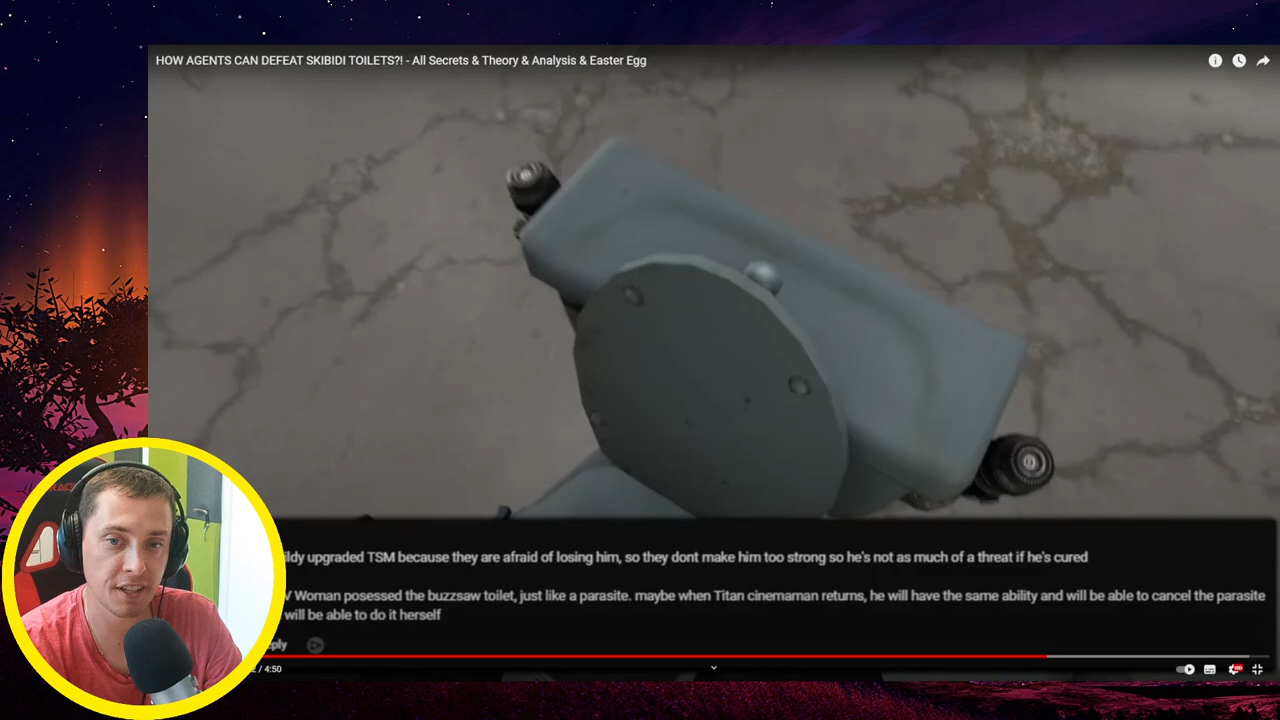 HOW AGENTS CAN DEFEAT SKIBIDI TOILETS?! - All Secrets & Theory & Analysis & Easter Egg
upgraded TSM because they are afraid of losing him, so they dont make him too strong so he's not as much of a threat if he's cured
Woman posessed the buzzsaw toilet, just like a parasite. maybe when Titan cinemaman returns, he will have the same ability and will be able to cancel the parasite
will be able to do it herself
/ 4:50
HD